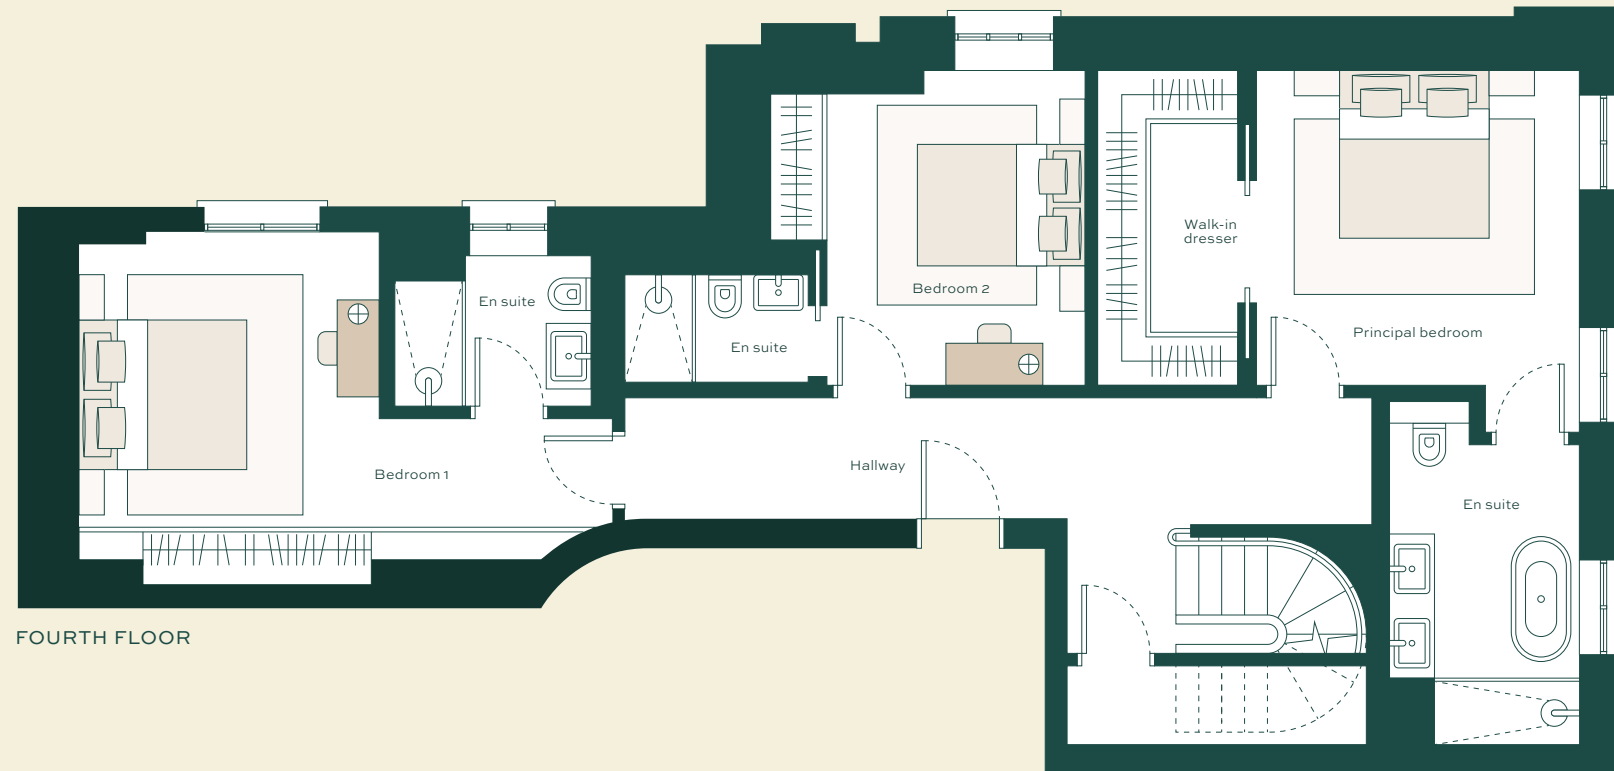 Walk-in
dresser
Bedroom 2
En suite
En suite
Principal bedroom
Bedroom 1
Hallway
En suite
FOURTH FLOOR